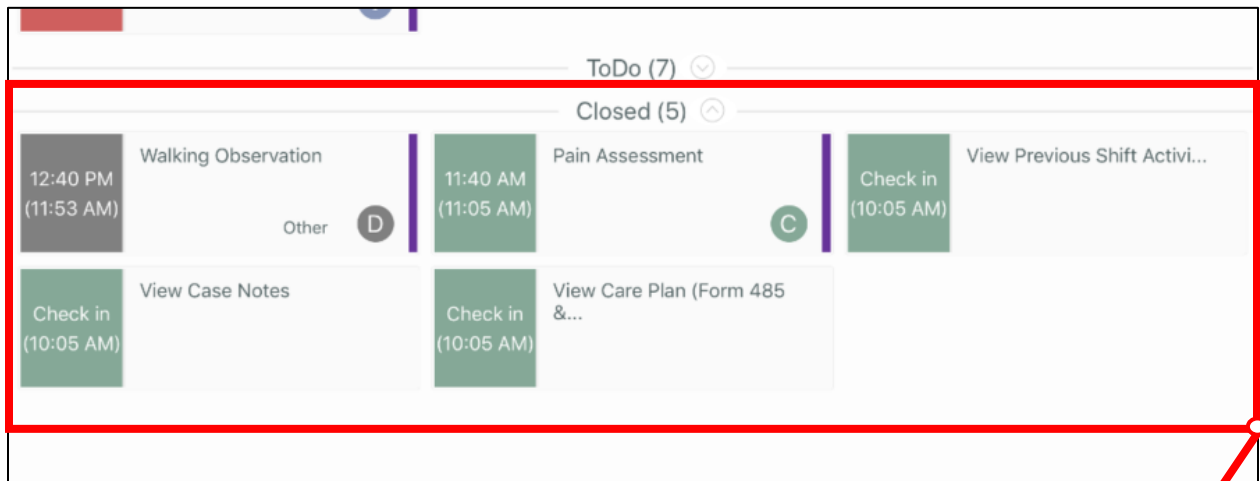 ToDo (7)
Closed (5)
12:40 PM
(11:53 AM)
Walking Observation
Other
D
11:40 AM
(11:05 AM)
Pain Assessment
C
Check in
(10:05 AM)
View Previous Shift Activi...
Check in
(10:05 AM)
View Case Notes
Check in
(10:05 AM)
View Care Plan (Form 485
&...